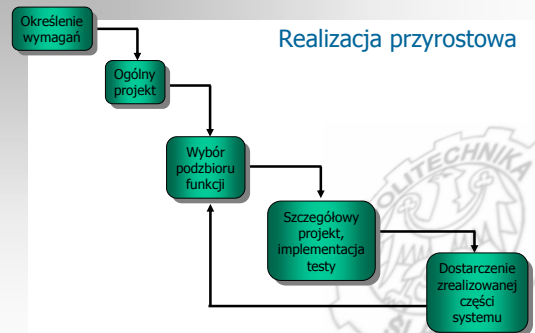 Określenie
wymagań
Realizacja przyrostowa
Ogólny
projekt
Wybór
podzbioru
funkcji
Szczegółowy
projekt,
implementacja
testy
Dostarczenie
zrealizowanej
części
systemu